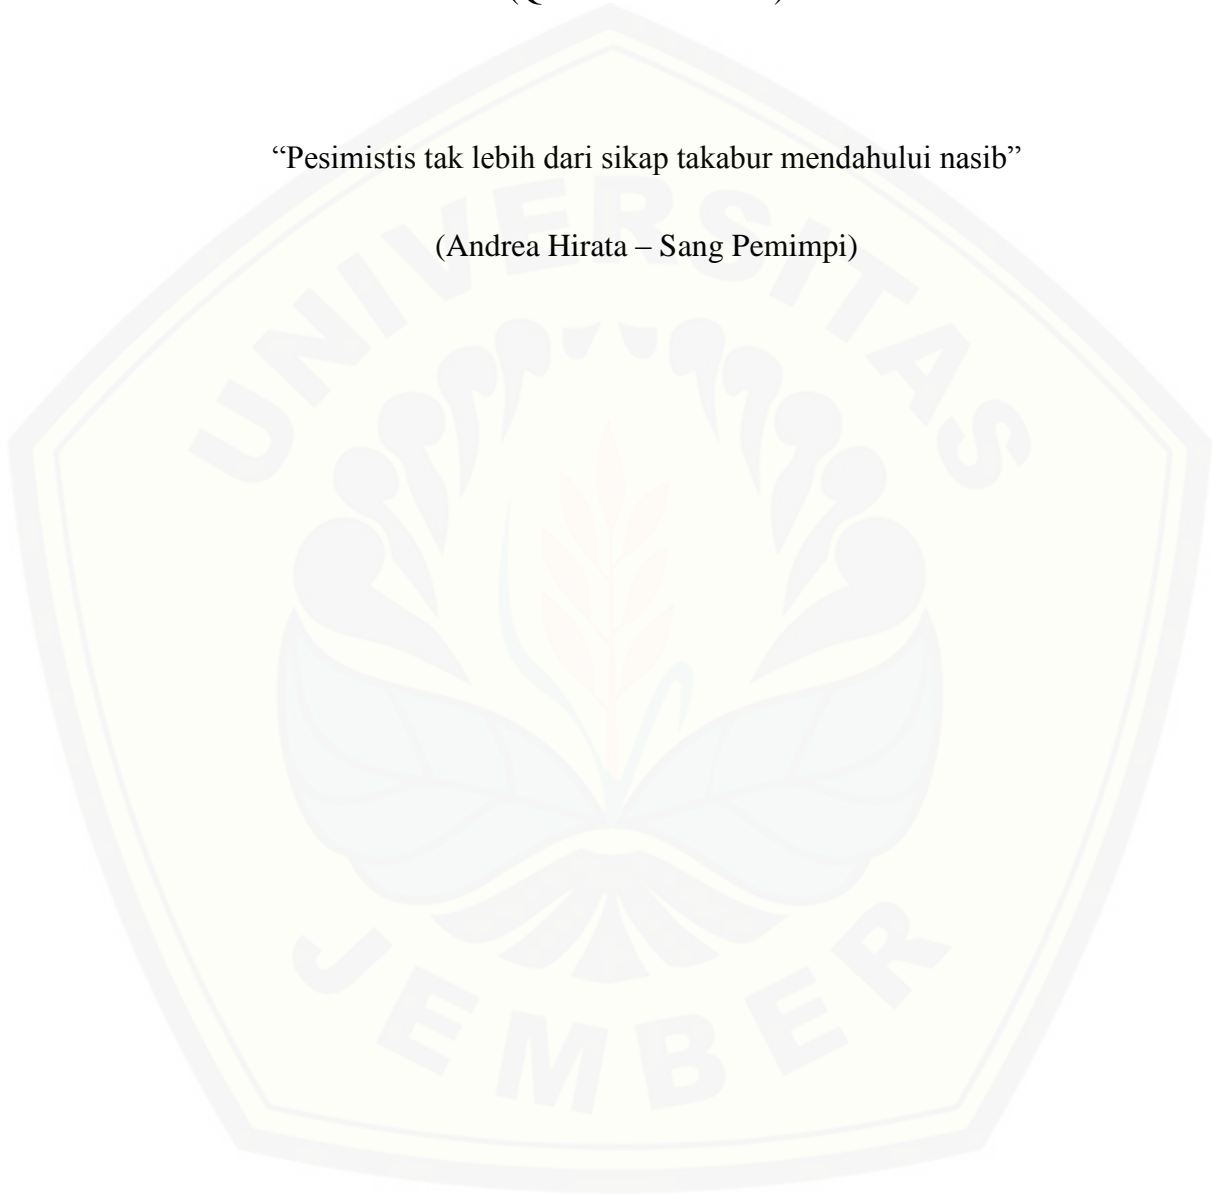 “Pesimistis tak lebih dari sikap takabur mendahului nasib”
(Andrea Hirata – Sang Pemimpi)
UNIVERSITAS
JEMBER